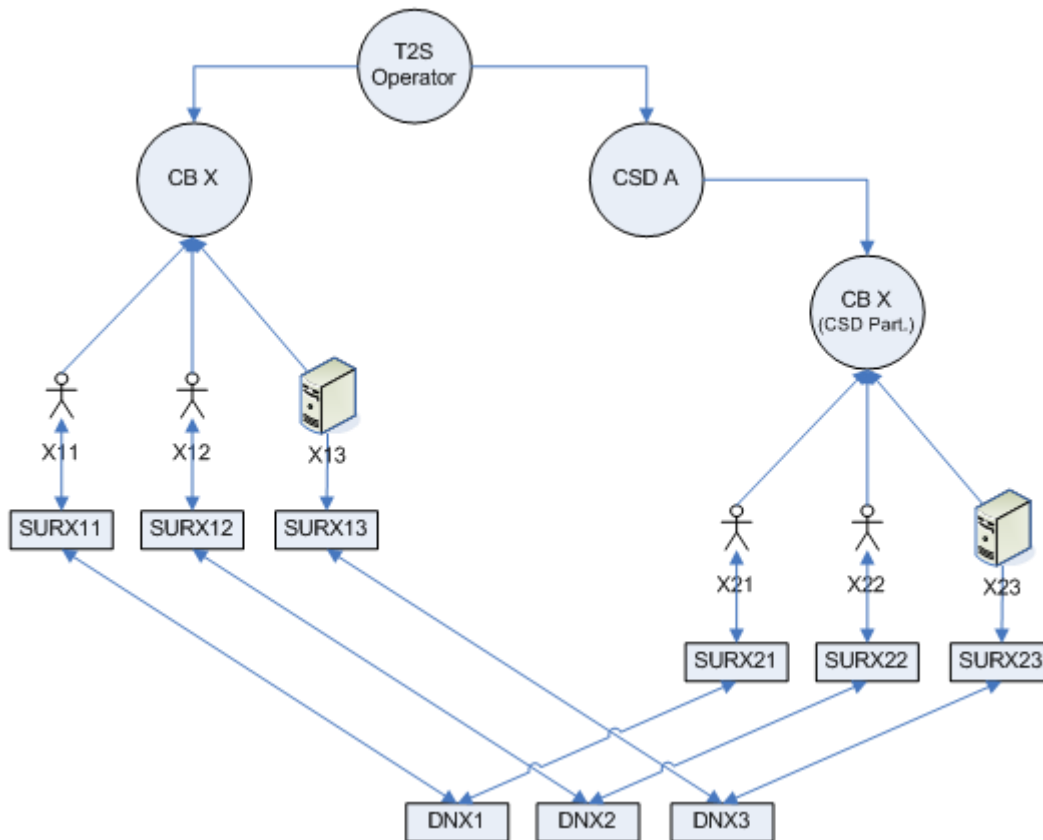 T2S
Operator
CB X
CSD A
CB X
(CSD Part.)
X11
X12
X13
SURX11
SURX12
SURX13
X21
X22
X23
SURX21
SURX22
SURX23
DNX1
DNX2
DNX3